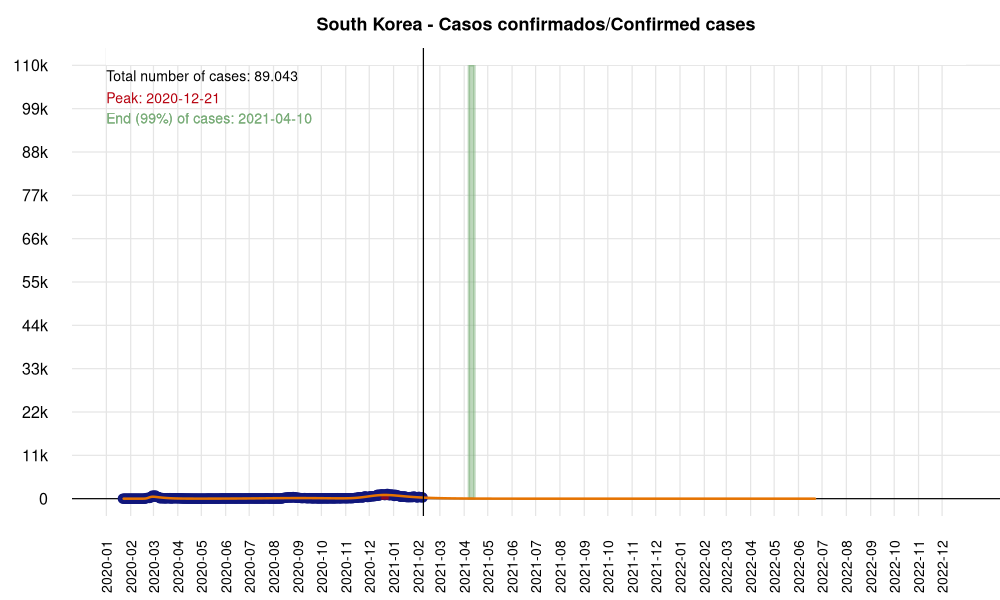 South Korea - Casos confirmados/Confirmed cases
Total number of cases: 89.043
Peak: 2020-12-21
End (99%) of cases: 2021-04-10
110k
99k
88k
77k
66k
55k
44k
33k
22k
11k
0
2020-01
2020-02
2020-03
2020-04
2020-05
2020-06
2020-07
2020-08
2020-09
2020-10
2020-11
2020-12
2021-01
2021-02
2021-03
2021-04
2021-05
2021-06
2021-07
2021-08
2021-09
2021-10
2021-11
2021-12
2022-01
2022-02
2022-03
2022-04
2022-05
2022-06
2022-07
2022-08
2022-09
2022-10
2022-11
2022-12